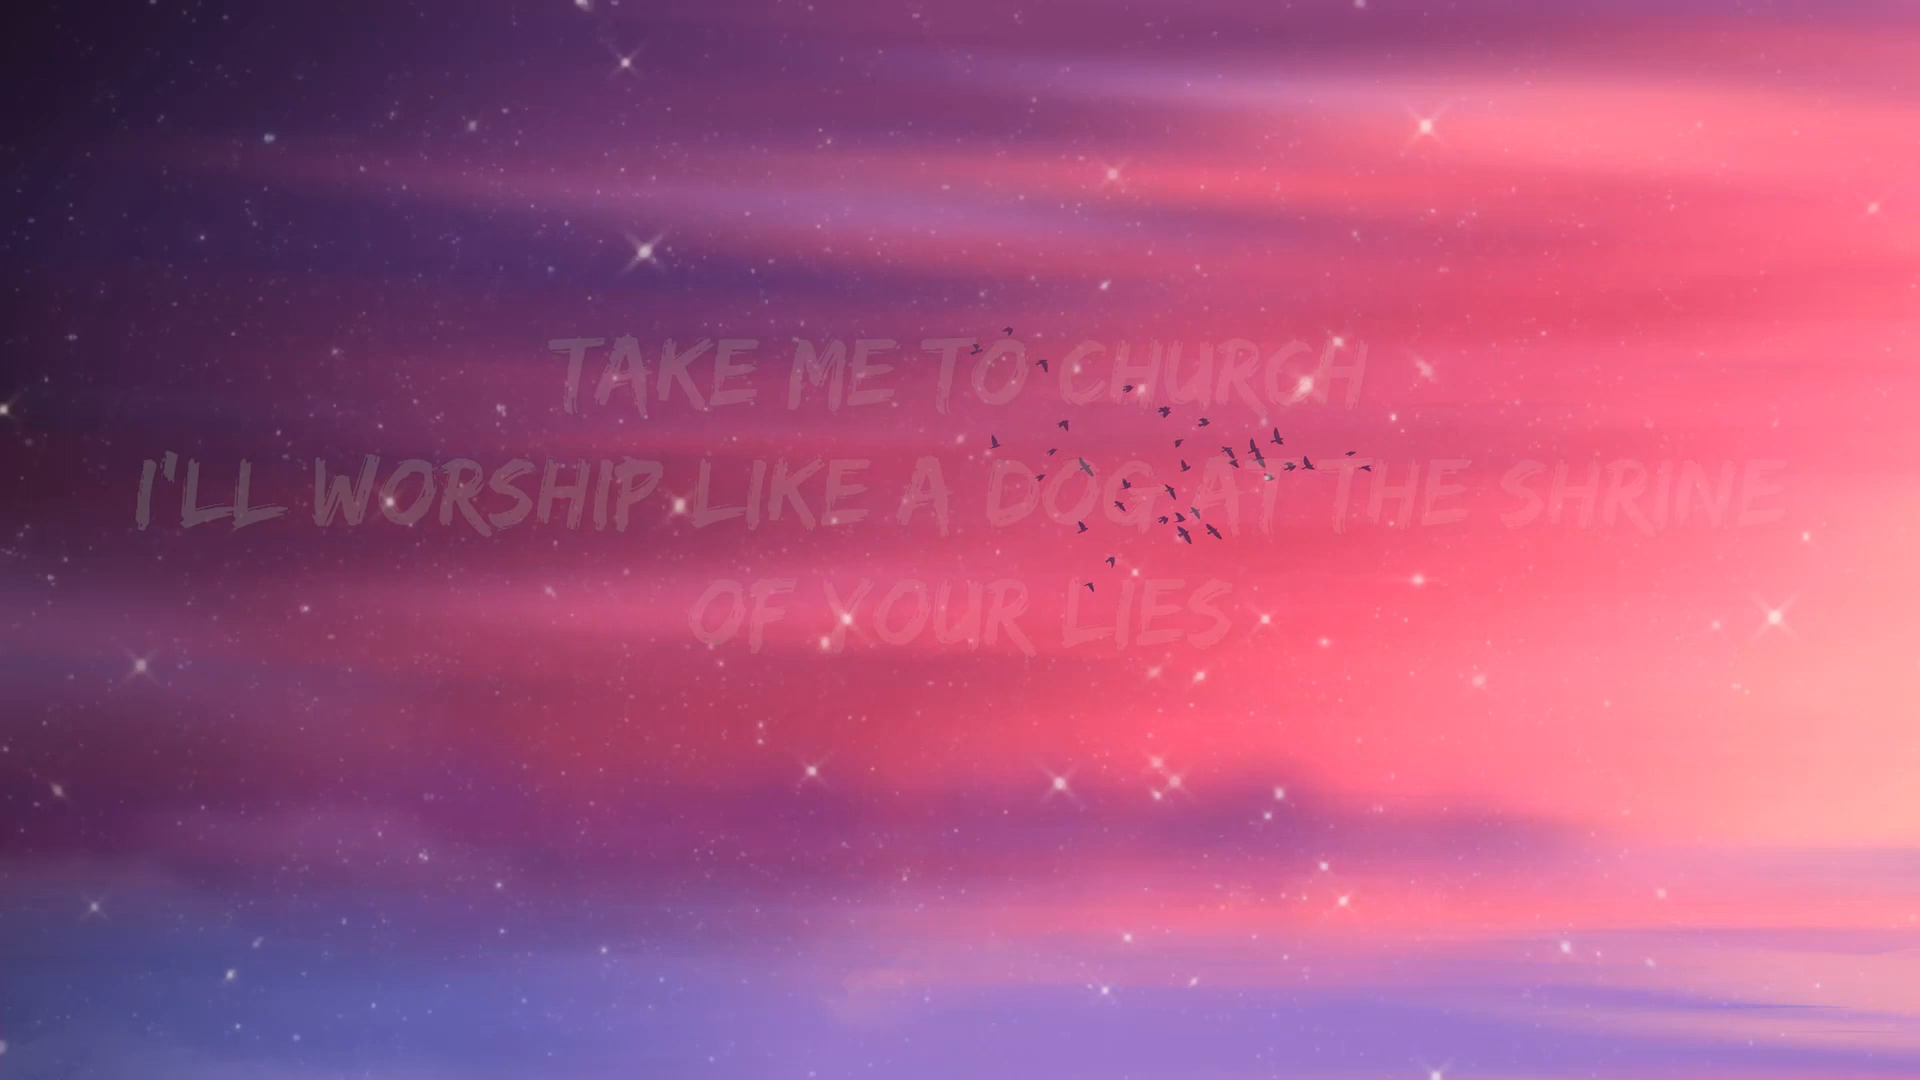 TAKE ME TO CHURCH
I'LL WORSHIP LIKE A DOG AT THE SHRINE
OF YOUR LIES